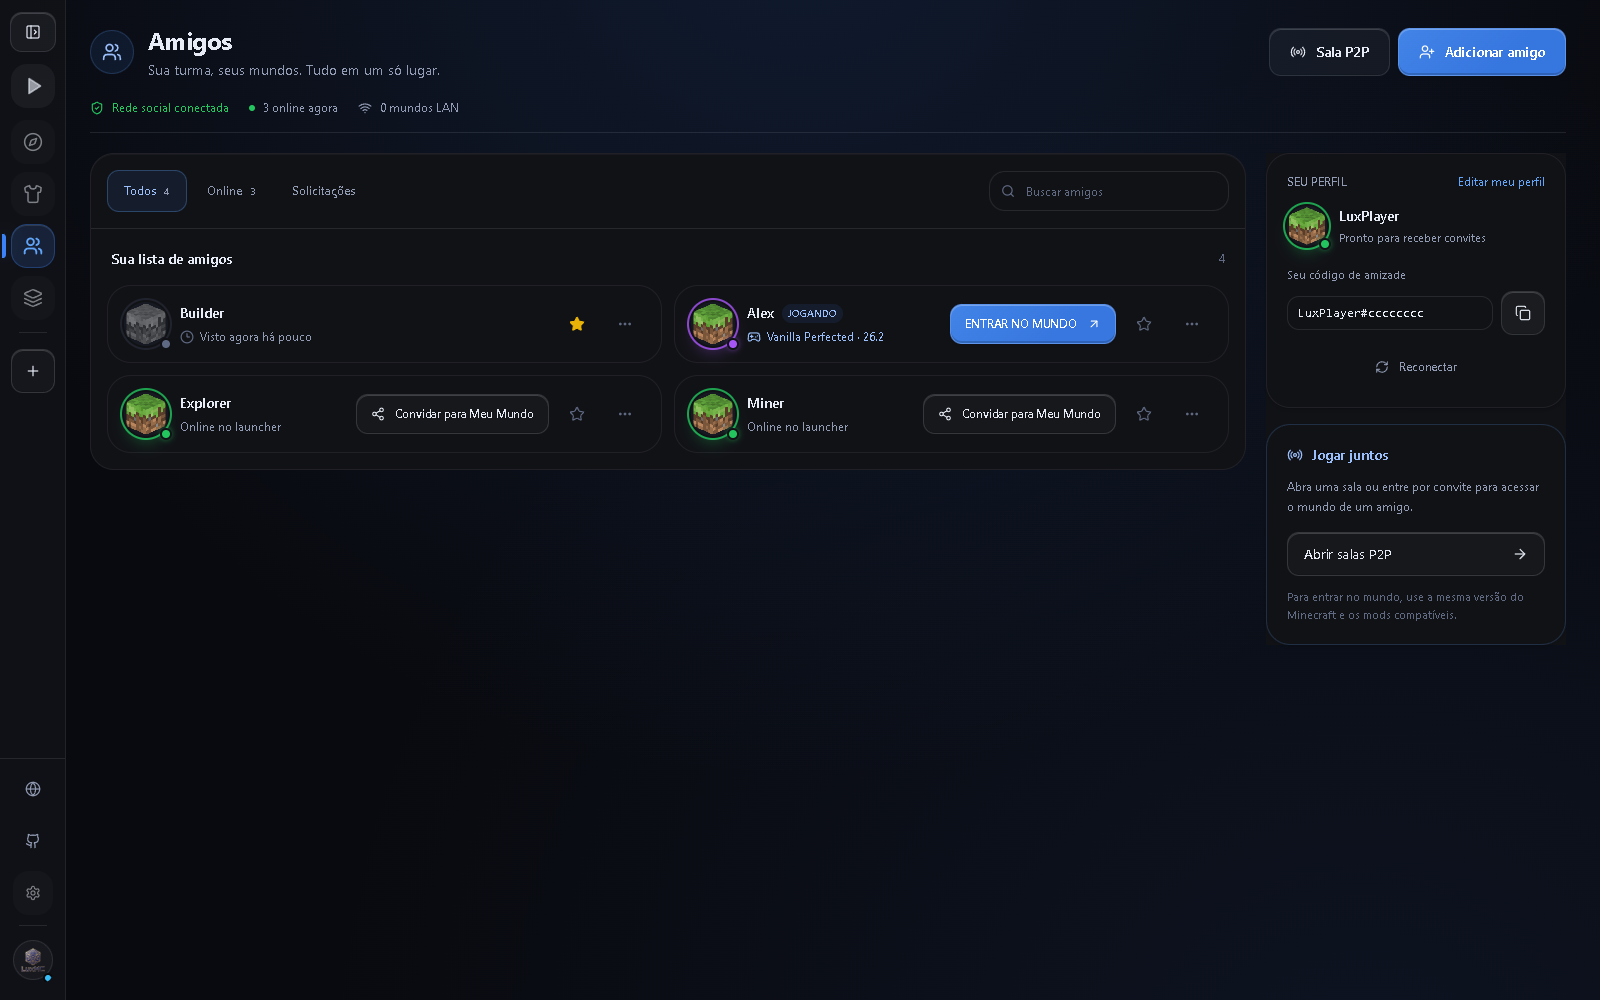 Amigos
Sua turma, seus mundos. Tudo em um só lugar.
Sala P2P
Adicionar amigo
Rede social conectada
3 online agora
0 mundos LAN
Todos 4
Online 3
Solicitações
Buscar amigos
Sua lista de amigos
4
Builder
Visto agora há pouco
Alex JOGANDO
Vanilla Perfected · 26.2
ENTRAR NO MUNDO
Explorer
Online no launcher
Convidar para Meu Mundo
Miner
Online no launcher
Convidar para Meu Mundo
SEU PERFIL
Editar meu perfil
LuxPlayer
Pronto para receber convites
Seu código de amizade
LuxPlayer#cccccccc
Reconectar
Jogar juntos
Abra uma sala ou entre por convite para acessar
o mundo de um amigo.
Abrir salas P2P
Para entrar no mundo, use a mesma versão do
Minecraft e os mods compatíveis.